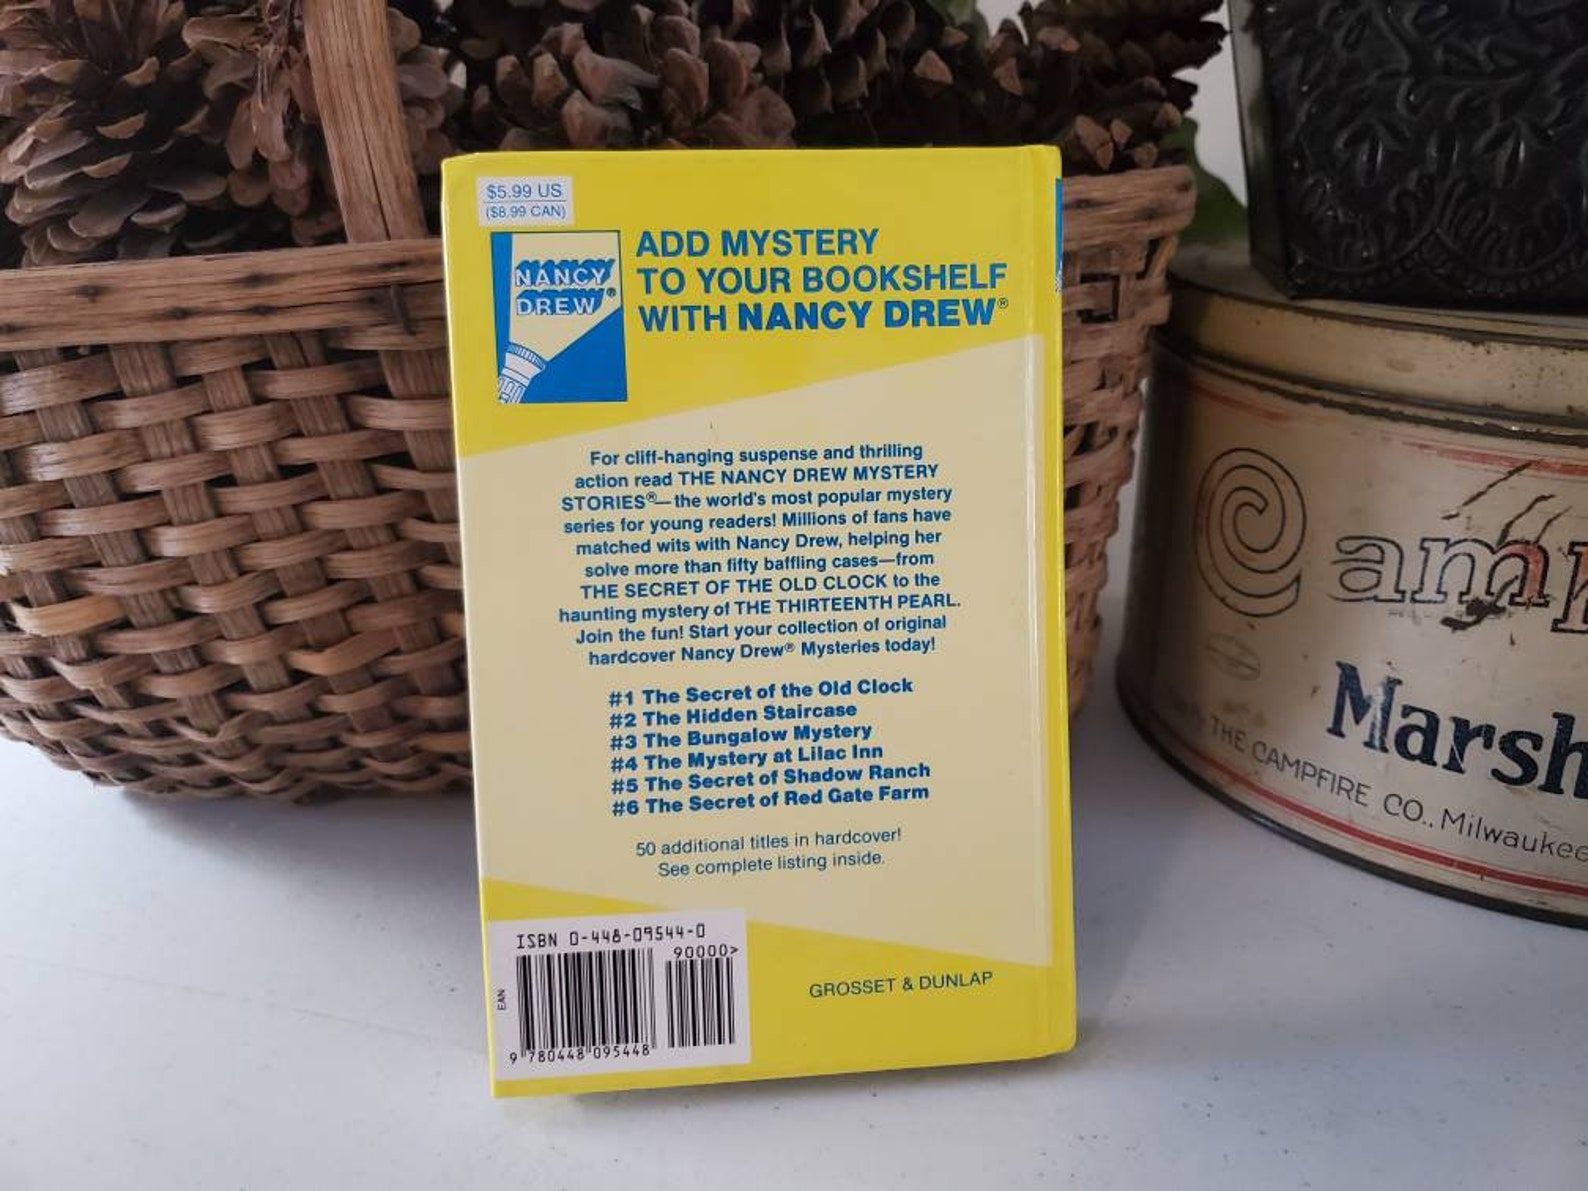 $5.99 US
($8.99 CAN)
NANCY
DREW®
ADD MYSTERY
TO YOUR BOOKSHELF
WITH NANCY DREW®
For cliff-hanging suspense and thrilling
action read THE NANCY DREW MYSTERY
STORIES®—the world's most popular mystery
series for young readers! Millions of fans have
matched wits with Nancy Drew, helping her
solve more than fifty baffling cases—from
THE SECRET OF THE OLD CLOCK to the
haunting mystery of THE THIRTEENTH PEARL.
Join the fun! Start your collection of original
hardcover Nancy Drew® Mysteries today!
#1 The Secret of the Old Clock
#2 The Hidden Staircase
#3 The Bungalow Mystery
#4 The Mystery at Lilac Inn
#5 The Secret of Shadow Ranch
#6 The Secret of Red Gate Farm
50 additional titles in hardcover!
See complete listing inside.
ISBN 0-448-09544-0
90000>
EAN
9 780448 095448
GROSSET & DUNLAP
Marsh
THE CAMPFIRE CO., Milwaukee